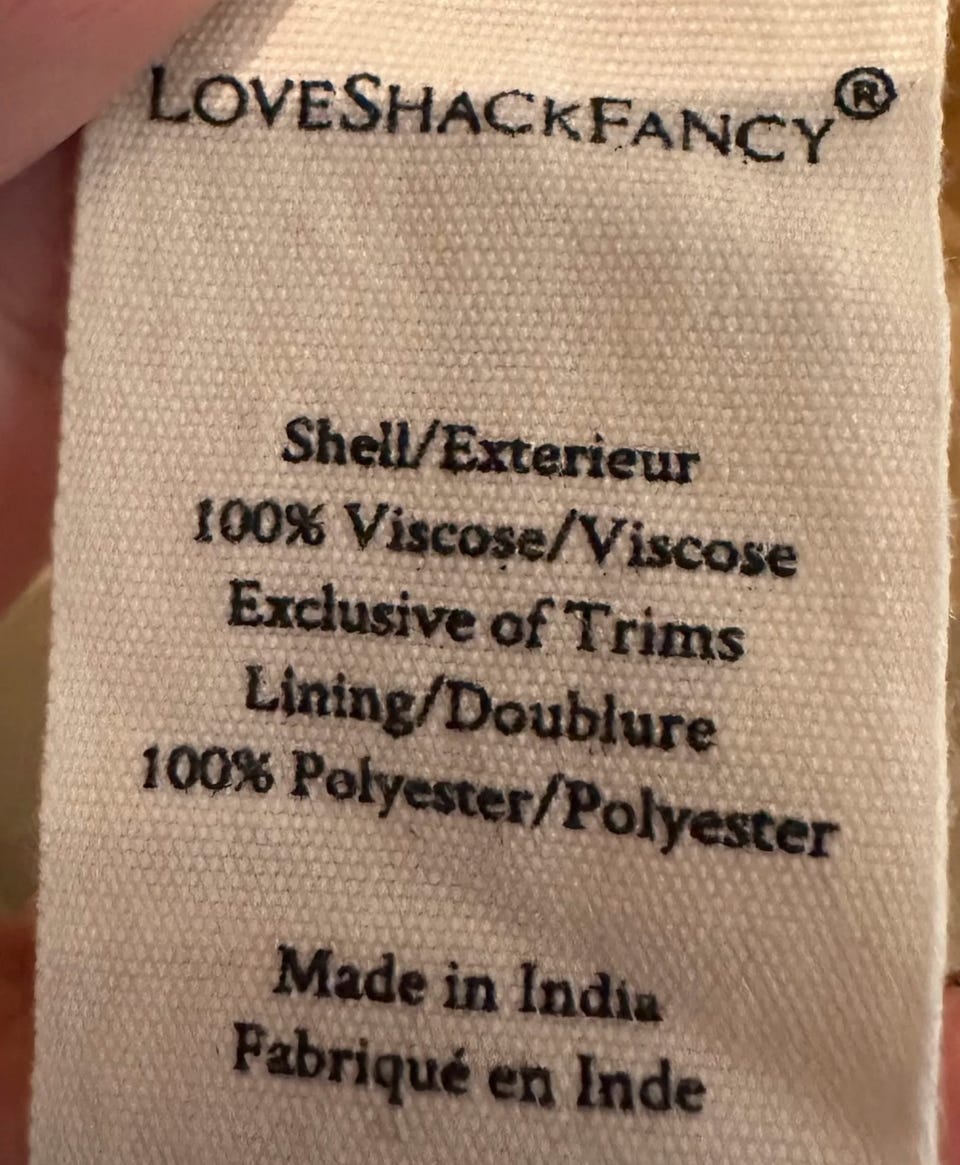 LOVESHACKFANCY®
Shell/Exterieur
100% Viscose/Viscose
Exclusive of Trims
Lining/Doublure
100% Polyester/Polyester
Made in India
Fabriqué en Inde